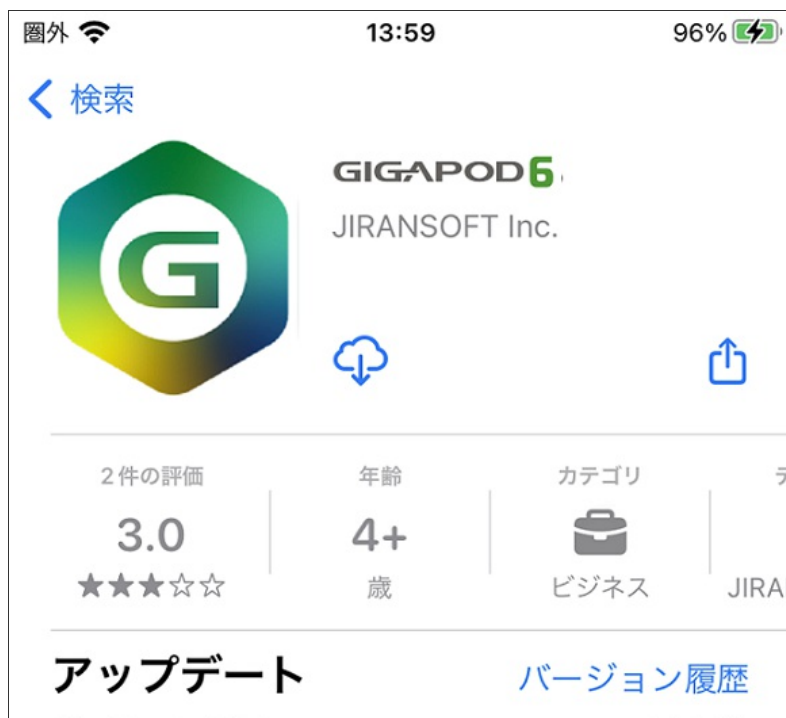 圏外 13:59 96%
検索
GIGAPOD6
JIRANSOFT Inc.
2件の評価 年齢 カテゴリ
3.0 4+
歳 ビジネス JIRA
アップデート バージョン履歴